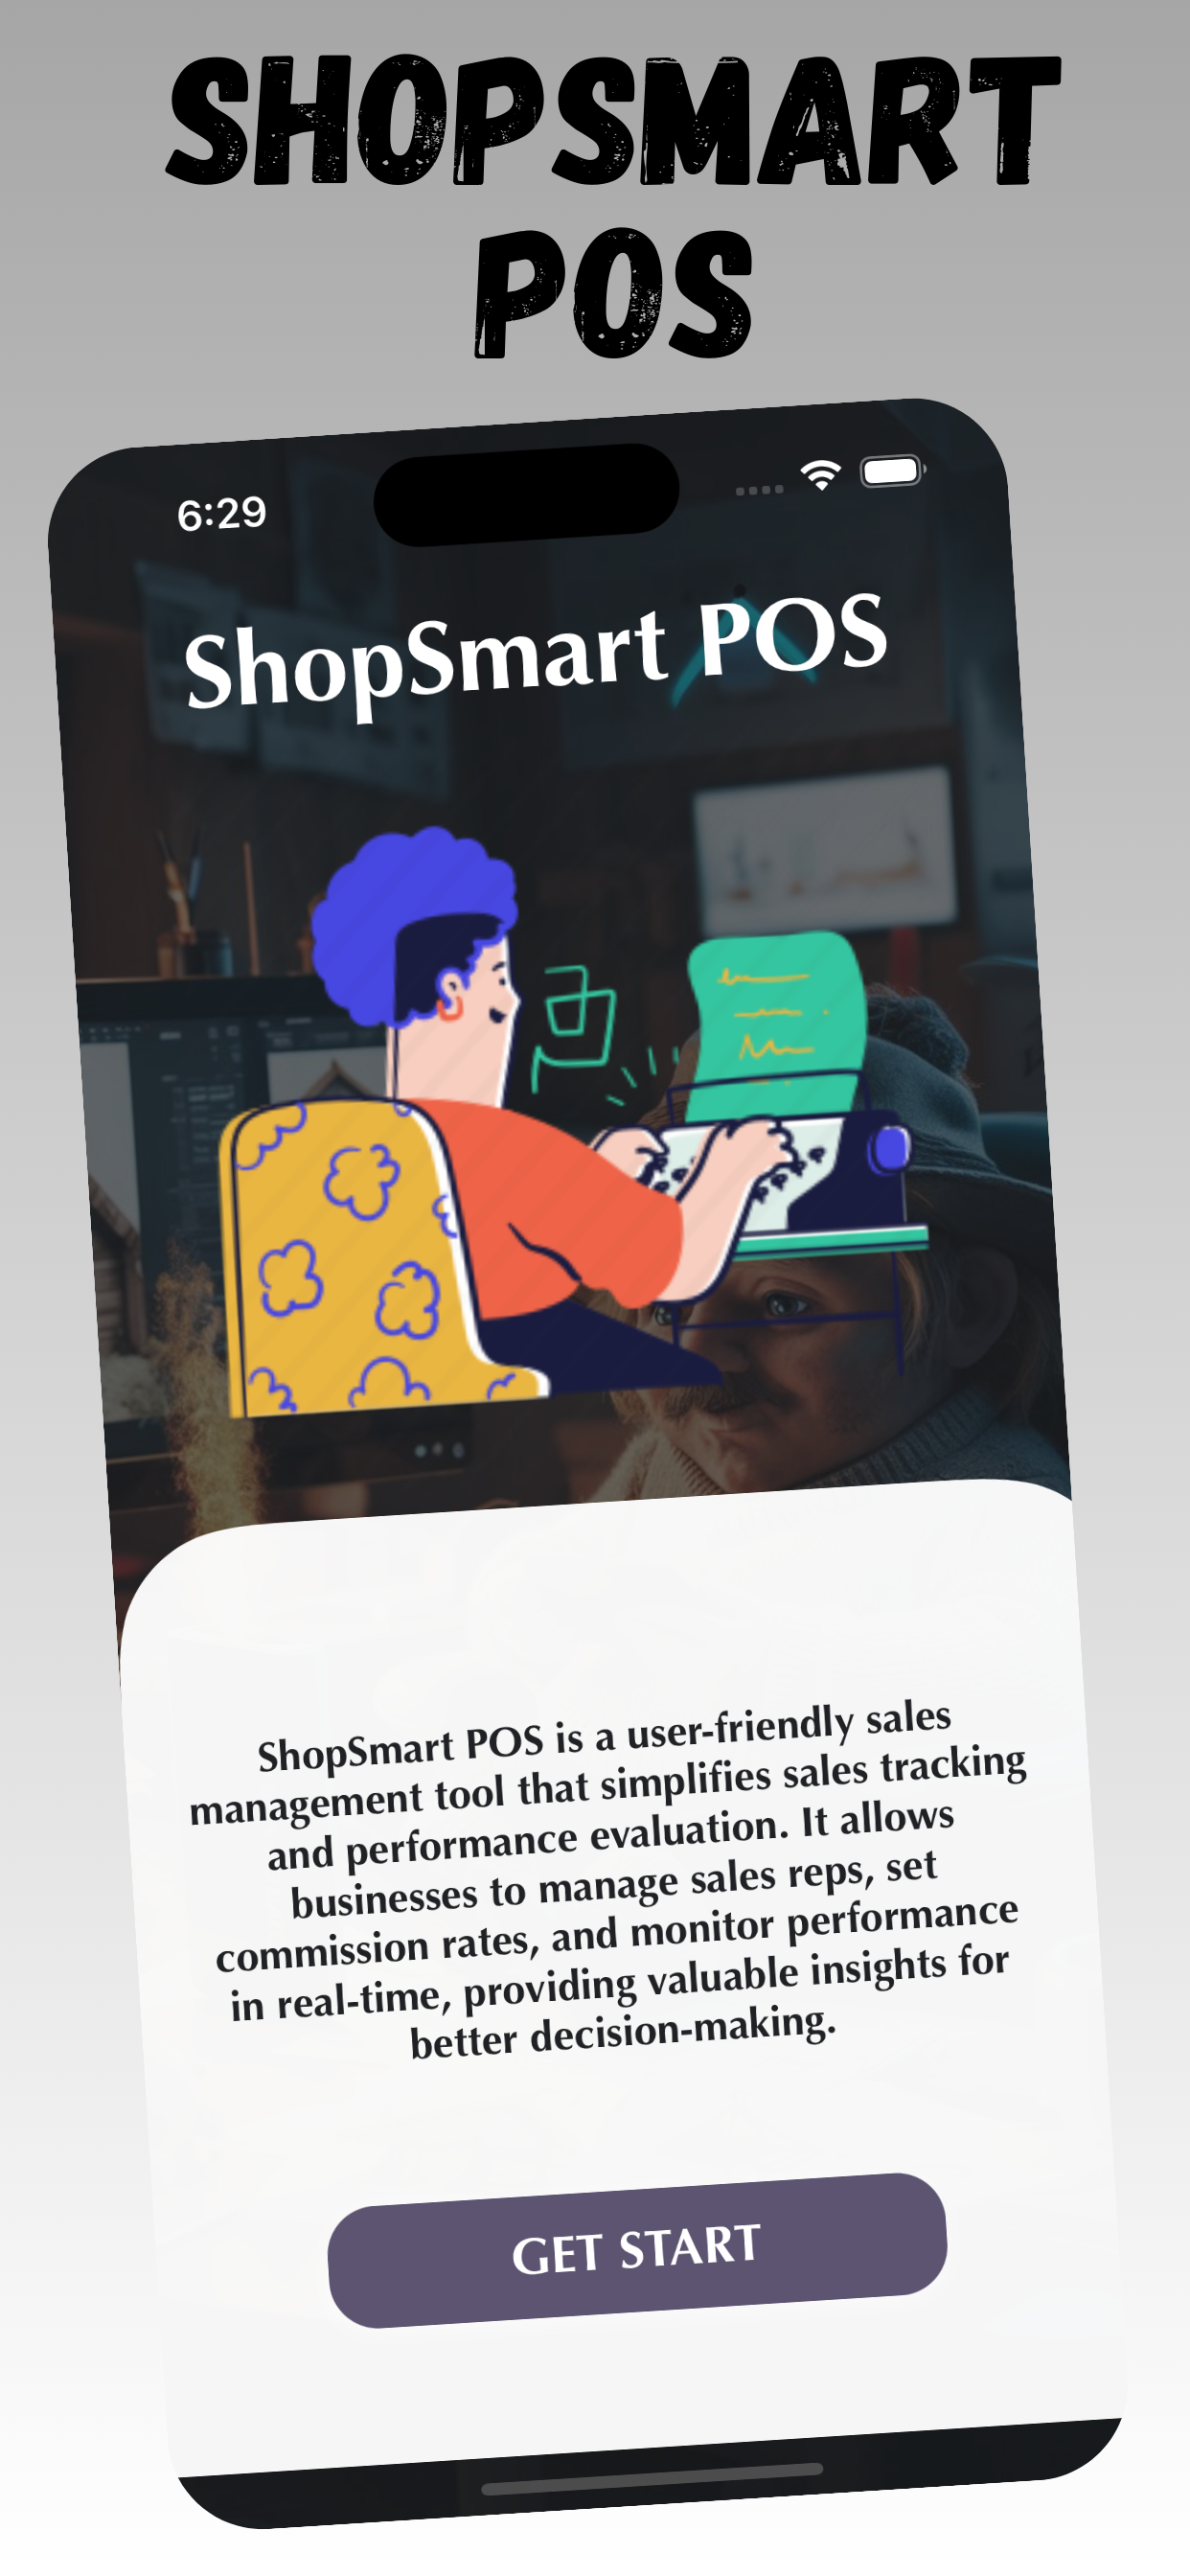 SHOPSMART
POS
6:29
ShopSmart POS
ShopSmart POS is a user-friendly sales
management tool that simplifies sales tracking
and performance evaluation. It allows
businesses to manage sales reps, set
commission rates, and monitor performance
in real-time, providing valuable insights for
better decision-making.
GET START